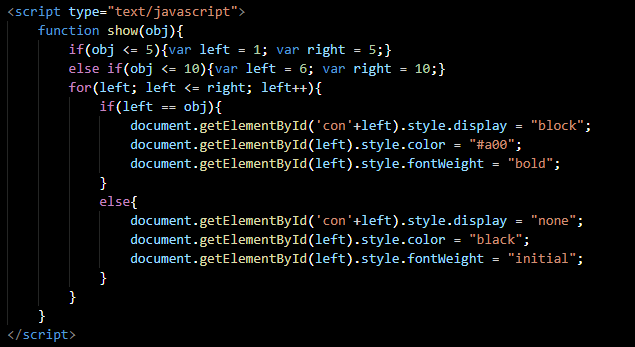 <script type="text/javascript">
    function show(obj){
        if(obj <= 5){var left = 1; var right = 5;}
        else if(obj <= 10){var left = 6; var right = 10;}
        for(left; left <= right; left++){
            if(left == obj){
                document.getElementById('con'+left).style.display = "block";
                document.getElementById(left).style.color = "#a00";
                document.getElementById(left).style.fontWeight = "bold";
            }
            else{
                document.getElementById('con'+left).style.display = "none";
                document.getElementById(left).style.color = "black";
                document.getElementById(left).style.fontWeight = "initial";
            }
        }
    }
</script>